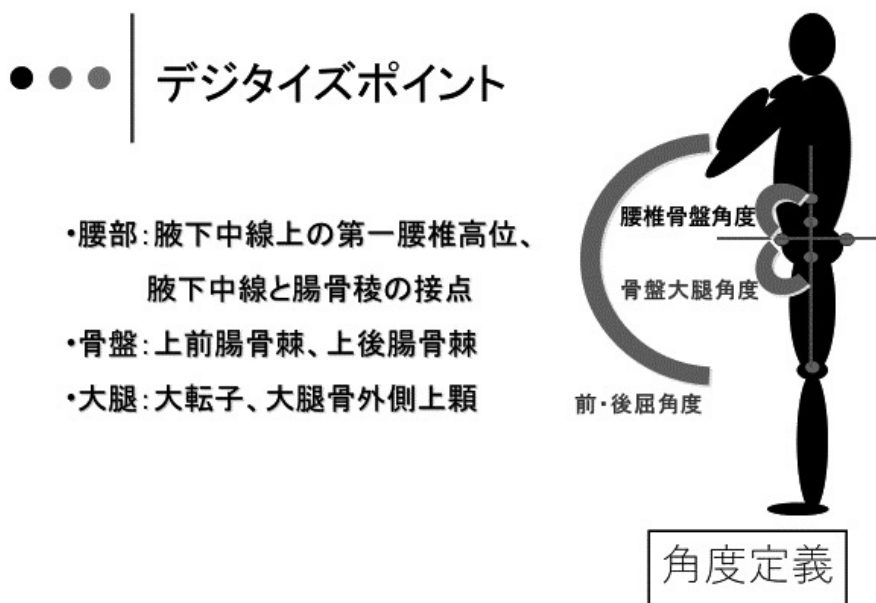 デジタイズポイント
・腰部：腋下中線上の第一腰椎高位、
腋下中線と腸骨稜の接点
・骨盤：上前腸骨棘、上後腸骨棘
・大腿：大転子、大腿骨外側上顆
腰椎骨盤角度
骨盤大腿角度
前・後屈角度
角度定義